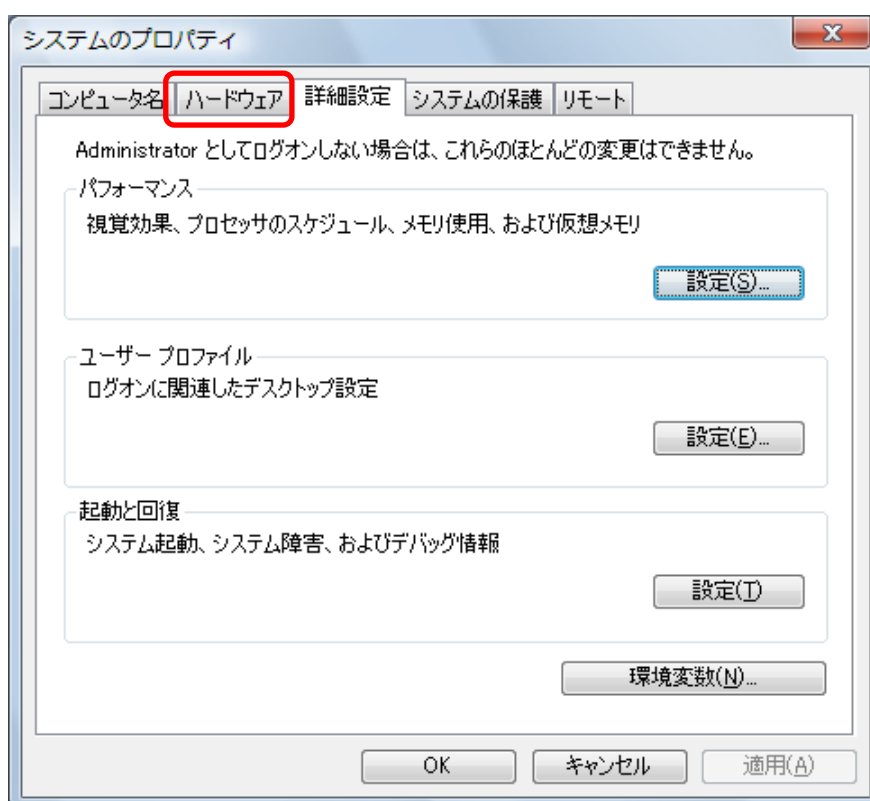 システムのプロパティ
コンピュータ名 ハードウェア 詳細設定 システムの保護 リモート
Administrator としてログオンしない場合は、これらのほとんどの変更はできません。
パフォーマンス
視覚効果、プロセッサのスケジュール、メモリ使用、および仮想メモリ
設定(S)...
ユーザー プロファイル
ログオンに関連したデスクトップ設定
設定(E)...
起動と回復
システム起動、システム障害、およびデバッグ情報
設定(T)
環境変数(N)...
OK キャンセル 適用(A)